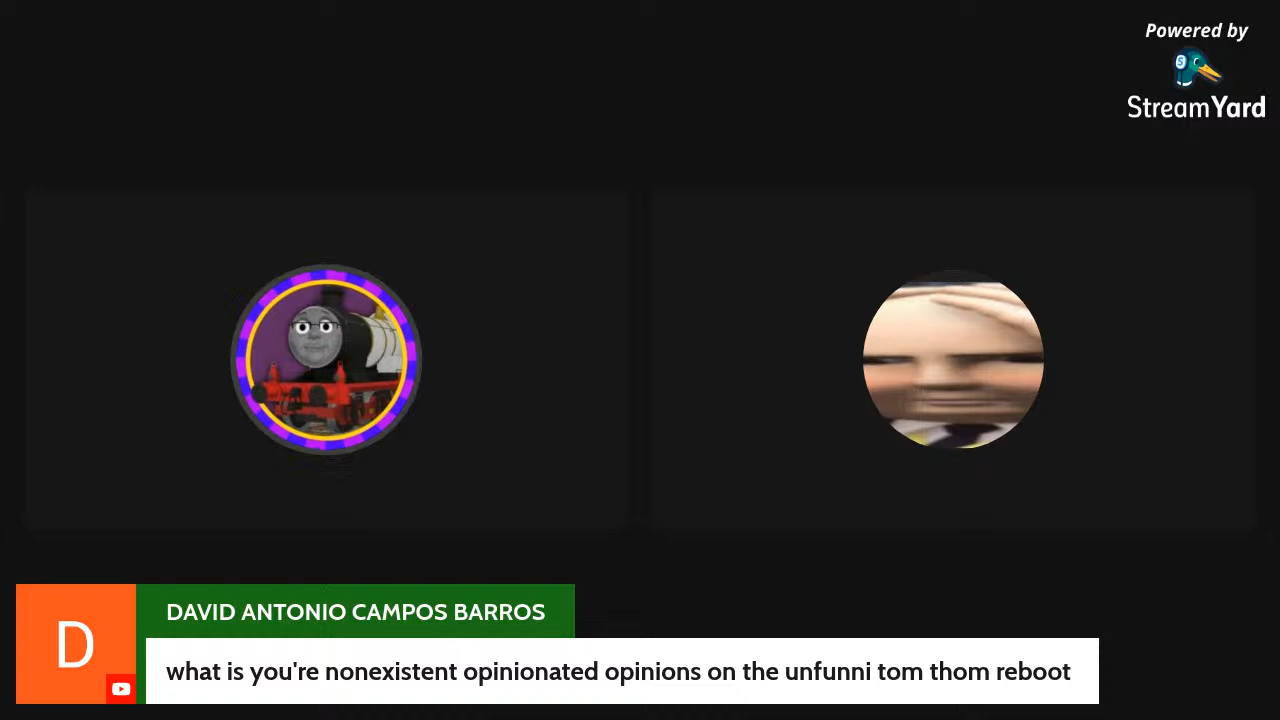 Powered by
S
StreamYard
D
DAVID ANTONIO CAMPOS BARROS
what is you're nonexistent opinionated opinions on the unfunni tom thom reboot